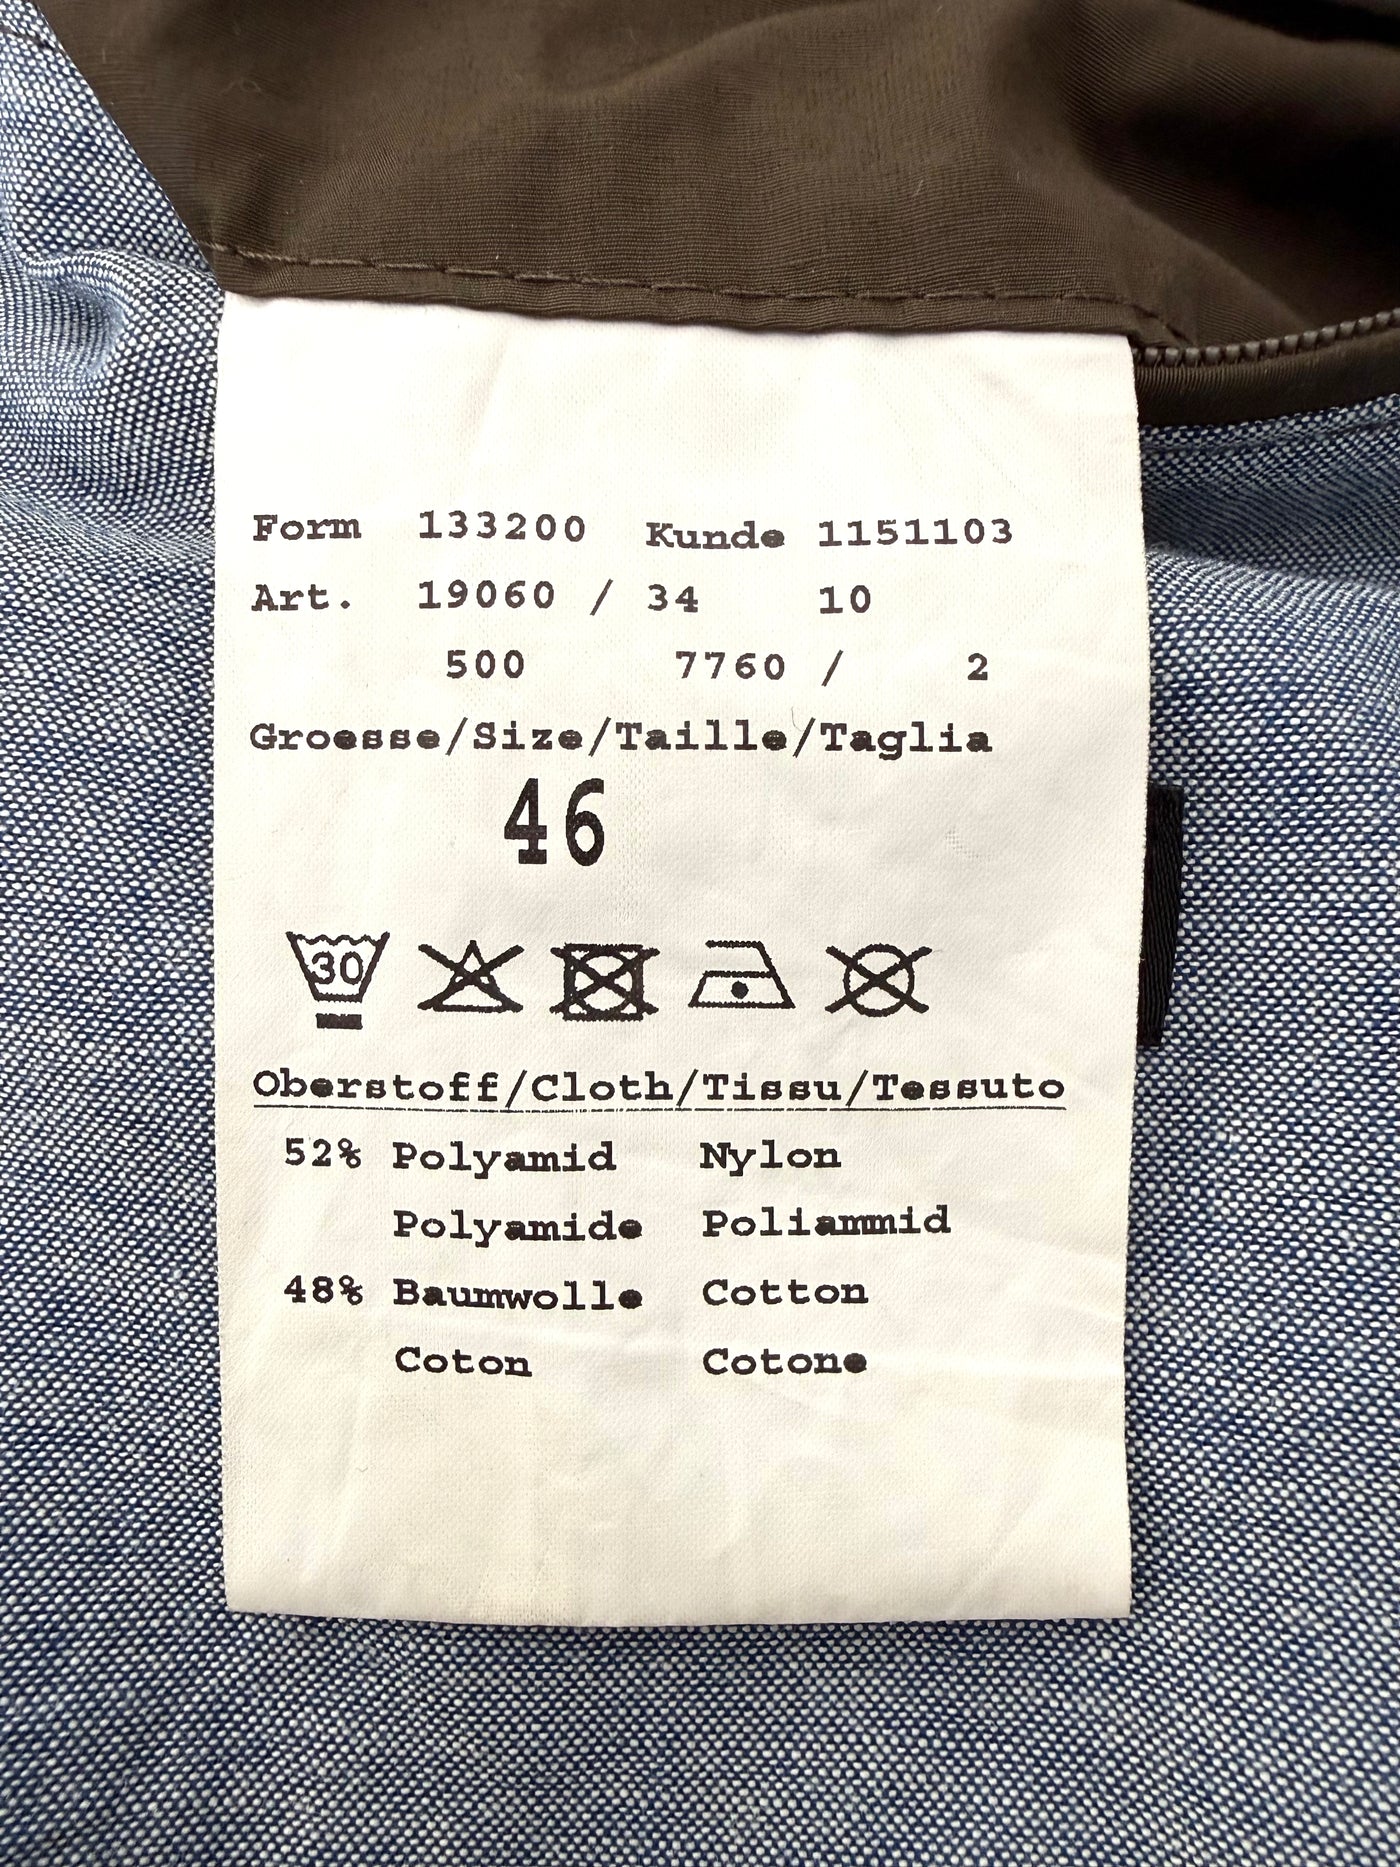 Form 133200 Kunde 1151103
Art. 19060 / 34 10
500 7760 / 2
Groesse/Size/Taille/Taglia
46
30
Oberstoff/Cloth/Tissu/Tessuto
52% Polyamid Nylon
Polyamide Poliammid
48% Baumwolle Cotton
Coton Cotone